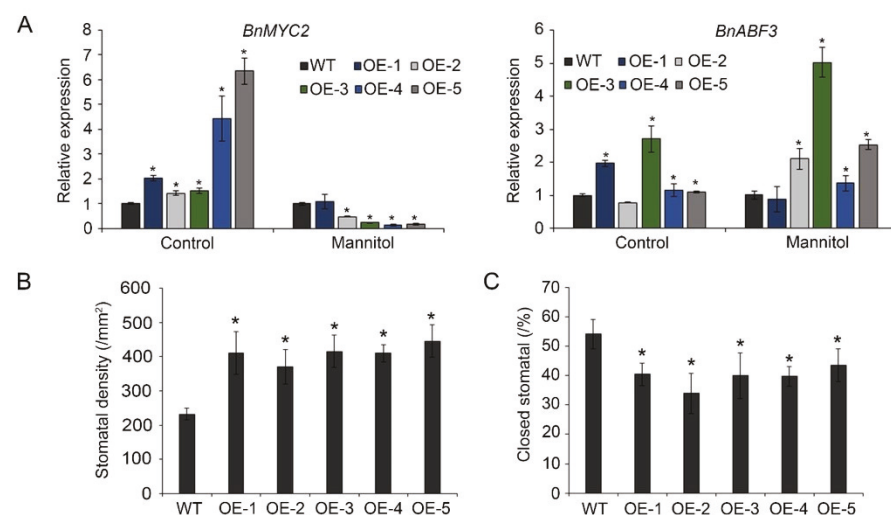 A
BnMYC2
Relative expression
8
7
6
5
4
3
2
1
0
WT OE-1 OE-2
OE-3 OE-4 OE-5
* * * * *
* * * *
Control Mannitol
BnABF3
Relative expression
6
5
4
3
2
1
0
WT OE-1 OE-2
OE-3 OE-4 OE-5
* * * *
* * * *
Control Mannitol
B
Stomatal density (/mm²)
600
500
400
300
200
100
0
* * * * *
WT OE-1 OE-2 OE-3 OE-4 OE-5
C
Closed stomatal (/%)
70
60
50
40
30
20
10
0
* * * * *
WT OE-1 OE-2 OE-3 OE-4 OE-5